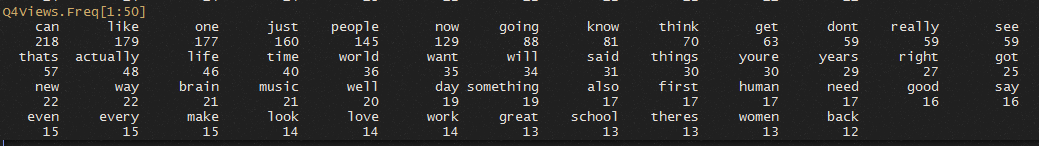 Q4Views.Freq[1:50]
can like one just people now going know think get dont really see
218 179 177 160 145 129 88 81 70 63 59 59 59
thats actually life time world want will said things youre years right got
57 48 46 40 36 35 34 31 30 30 29 27 25
new way brain music well day something also first human need good say
22 22 21 21 20 19 19 17 17 17 17 16 16
even every make look love work great school theres women back
15 15 15 14 14 14 13 13 13 13 12